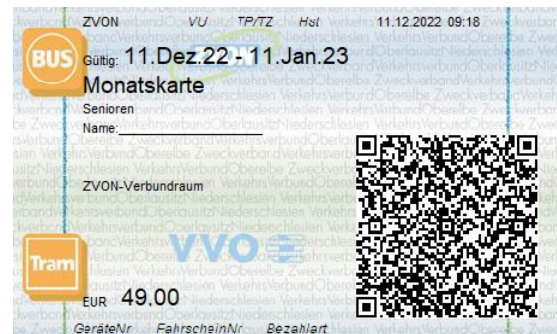 ZVON VU TP/TZ Hst 11.12.2022 09:18
BUS
Gültig: 11.Dez.22 - 11.Jan.23
Monatskarte
Senioren
Name:
ZVON-Verbundraum
VVO
Tram
EUR 49,00
GeräteNr FahrscheinNr Bezahlart